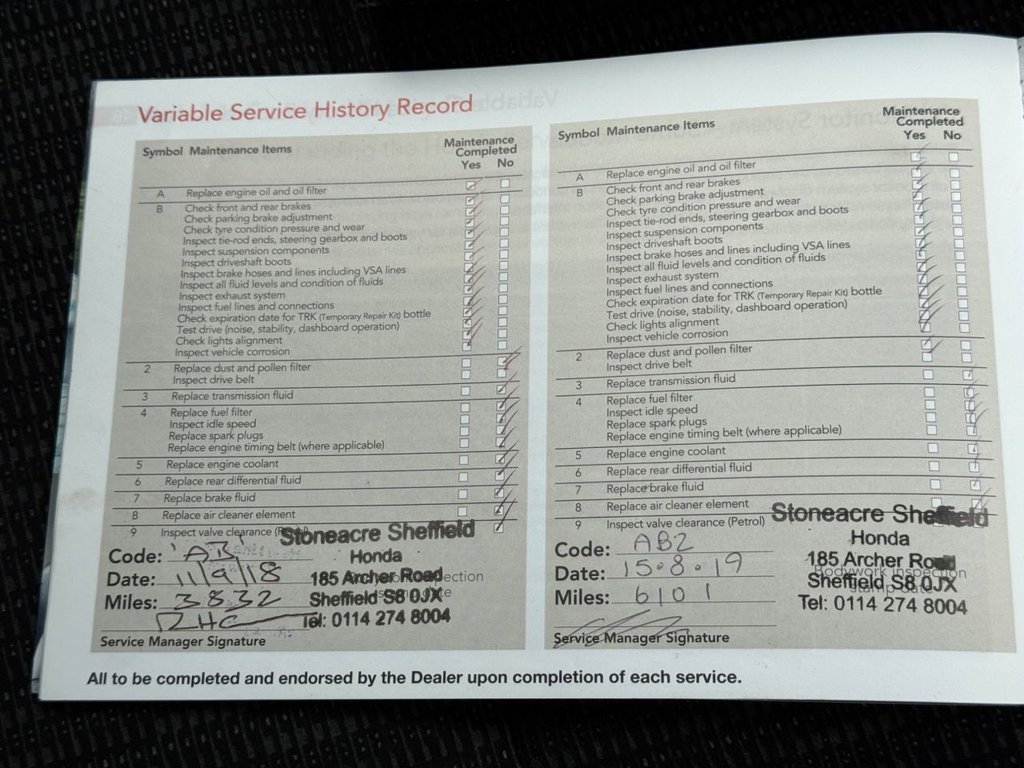 Variable Service History Record
Symbol Maintenance Items
Maintenance
Completed
Yes No
A Replace engine oil and oil filter
B Check front and rear brakes
Check parking brake adjustment
Check tyre condition pressure and wear
Inspect tie-rod ends, steering gearbox and boots
Inspect suspension components
Inspect driveshaft boots
Inspect brake hoses and lines including VSA lines
Inspect all fluid levels and condition of fluids
Inspect exhaust system
Inspect fuel lines and connections
Check expiration date for TRK (Temporary Repair Kit) bottle
Test drive (noise, stability, dashboard operation)
Check lights alignment
Inspect vehicle corrosion
2 Replace dust and pollen filter
Inspect drive belt
3 Replace transmission fluid
4 Replace fuel filter
Inspect idle speed
Replace spark plugs
Replace engine timing belt (where applicable)
5 Replace engine coolant
6 Replace rear differential fluid
7 Replace brake fluid
8 Replace air cleaner element
9 Inspect valve clearance
Stoneacre Sheffield
Honda
185 Archer Road
Sheffield S8 0JX
Tel: 0114 274 8004
Code: AB
Date: 11/9/18
Miles: 3832
Service Manager Signature
Symbol Maintenance Items
Maintenance
Completed
Yes No
A Replace engine oil and oil filter
B Check front and rear brakes
Check parking brake adjustment
Check tyre condition pressure and wear
Inspect tie-rod ends, steering gearbox and boots
Inspect suspension components
Inspect driveshaft boots
Inspect brake hoses and lines including VSA lines
Inspect all fluid levels and condition of fluids
Inspect exhaust system
Inspect fuel lines and connections
Check expiration date for TRK (Temporary Repair Kit) bottle
Test drive (noise, stability, dashboard operation)
Check lights alignment
Inspect vehicle corrosion
2 Replace dust and pollen filter
Inspect drive belt
3 Replace transmission fluid
4 Replace fuel filter
Inspect idle speed
Replace spark plugs
Replace engine timing belt (where applicable)
5 Replace engine coolant
6 Replace rear differential fluid
7 Replace brake fluid
8 Replace air cleaner element
9 Inspect valve clearance (Petrol)
Stoneacre Sheffield
Honda
185 Archer Road
Bodywork inspection
Sheffield S8 0JX
stamp date
Tel: 0114 274 8004
Code: AB2
Date: 15.8.19
Miles: 6101
Service Manager Signature
All to be completed and endorsed by the Dealer upon completion of each service.